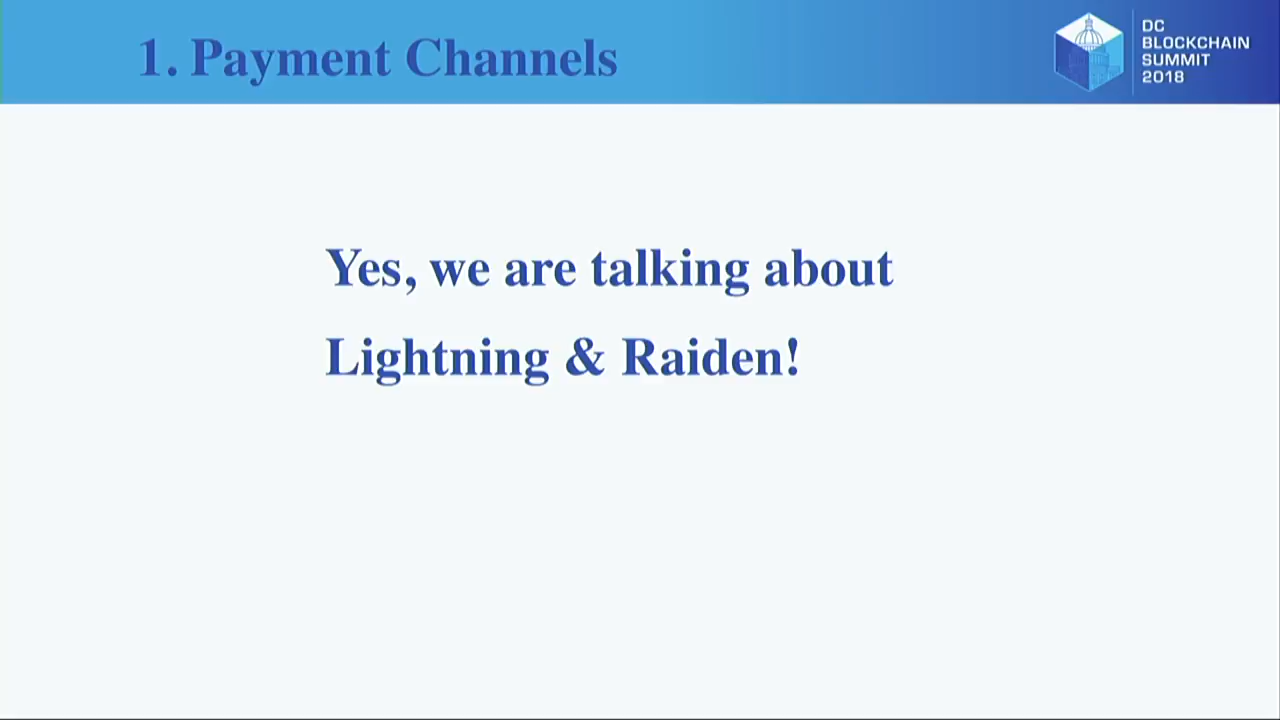 1. Payment Channels
DC
BLOCKCHAIN
SUMMIT
2018
Yes, we are talking about
Lightning & Raiden!